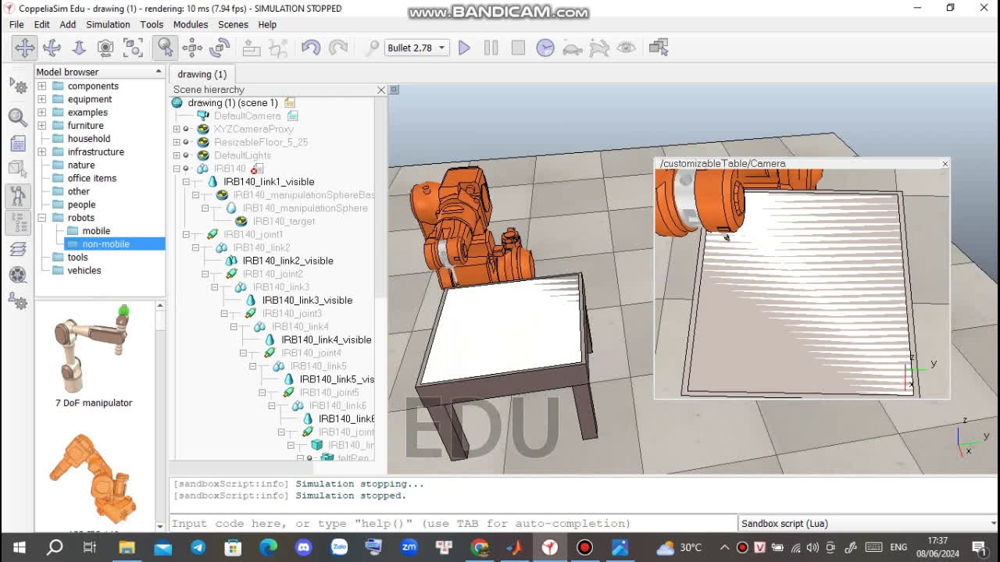 CoppeliaSim Edu - drawing (1) - rendering: 10 ms (7.94 fps) - SIMULATION STOPPED
www.BANDICAM.com
File Edit Add Simulation Tools Modules Scenes Help
Bullet 2.78
Model browser
components
equipment
examples
furniture
household
infrastructure
nature
office items
other
people
robots
mobile
non-mobile
tools
vehicles
7 DoF manipulator
drawing (1)
Scene hierarchy
drawing (1) (scene 1)
DefaultCamera
XYZCameraProxy
ResizableFloor_5_25
DefaultLights
IRB140
IRB140_link1_visible
IRB140_manipulationSphereBas
IRB140_manipulationSphere
IRB140_target
IRB140_joint1
IRB140_link2
IRB140_link2_visible
IRB140_joint2
IRB140_link3
IRB140_link3_visible
IRB140_joint3
IRB140_link4
IRB140_link4_visible
IRB140_joint4
IRB140_link5
IRB140_link5_vis
IRB140_joint5
IRB140_link6
IRB140_link6
IRB140_joint
IRB140_lin
feltPen
/customizableTable/Camera
z
y
x
EDU
z
y
x
[sandboxScript:info] Simulation stopping...
[sandboxScript:info] Simulation stopped.
Input code here, or type "help()" (use TAB for auto-completion)
Sandbox script (Lua)
30°C
ENG
17:37
08/06/2024